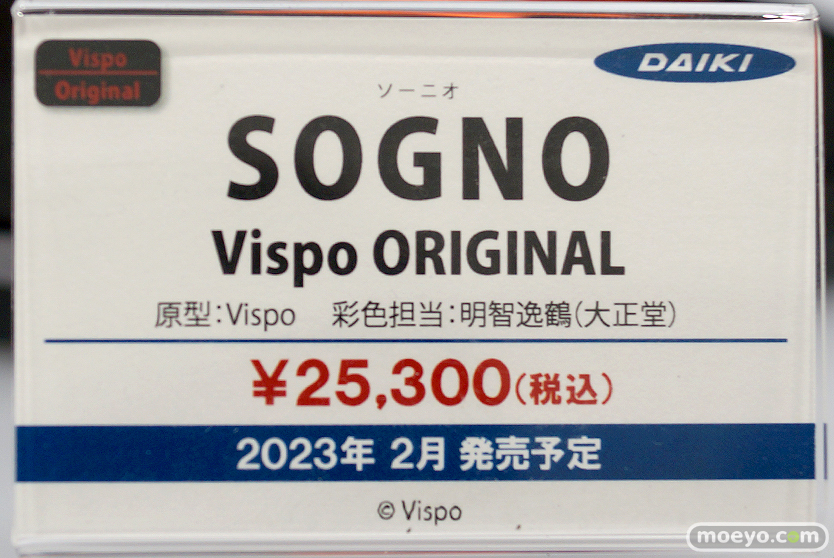 Vispo
Original
DAIKI
ソーニオ
SOGNO
Vispo ORIGINAL
原型：Vispo　彩色担当：明智逸鶴(大正堂)
¥25,300(税込)
2023年 2月 発売予定
© Vispo
moeyo.com